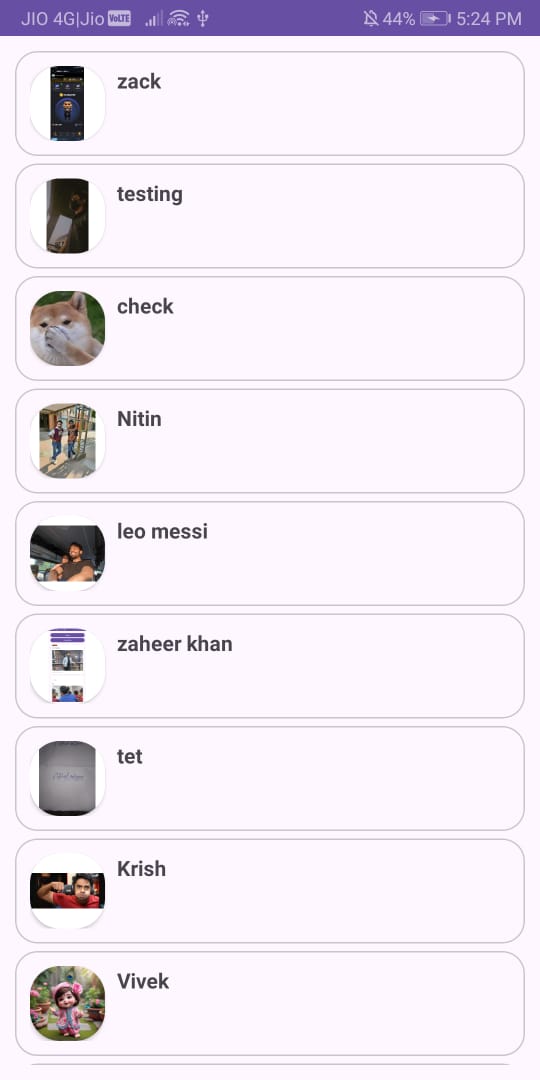 JIO 4G|Jio VoLTE 44% 5:24 PM
zack
testing
check
Nitin
leo messi
zaheer khan
tet
Krish
Vivek